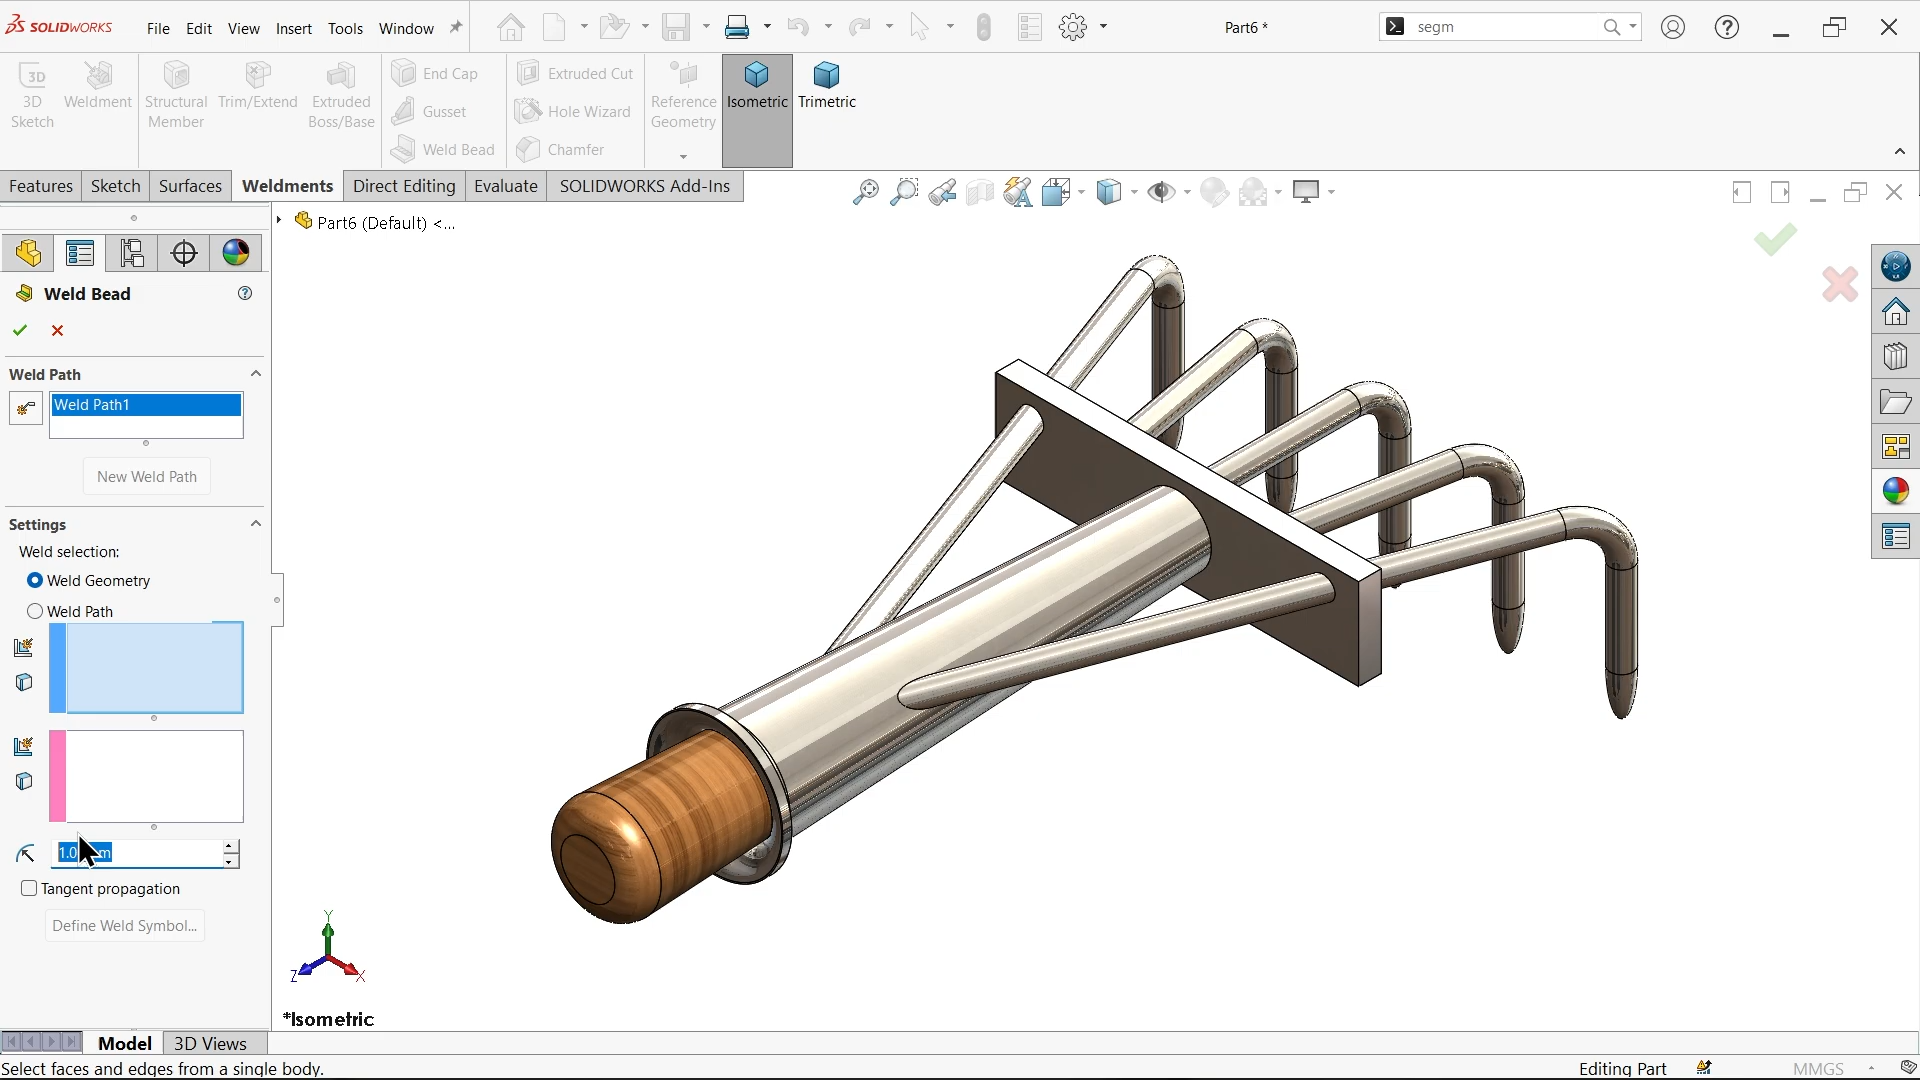 SOLIDWORKS File Edit View Insert Tools Window Part6 * segm
3D Sketch
Weldment
Structural Member
Trim/Extend
Extruded Boss/Base
End Cap
Gusset
Weld Bead
Extruded Cut
Hole Wizard
Chamfer
Reference Geometry
Isometric
Trimetric
Features Sketch Surfaces Weldments Direct Editing Evaluate SOLIDWORKS Add-Ins
Part6 (Default) <...
Weld Bead
Weld Path
Weld Path1
New Weld Path
Settings
Weld selection:
Weld Geometry
Weld Path
Tangent propagation
Define Weld Symbol...
Y
Z
X
*Isometric
Model 3D Views
Select faces and edges from a single body. Editing Part MMGS